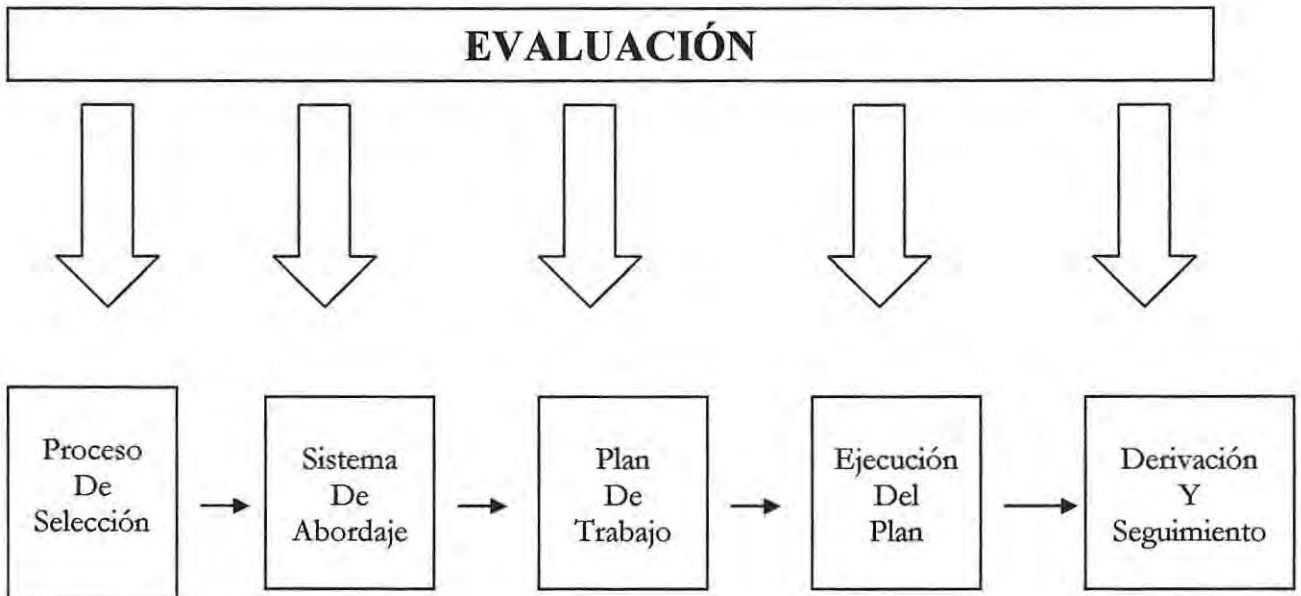 EVALUACIÓN
Proceso
De
Selección
Sistema
De
Abordaje
Plan
De
Trabajo
Ejecución
Del
Plan
Derivación
Y
Seguimiento